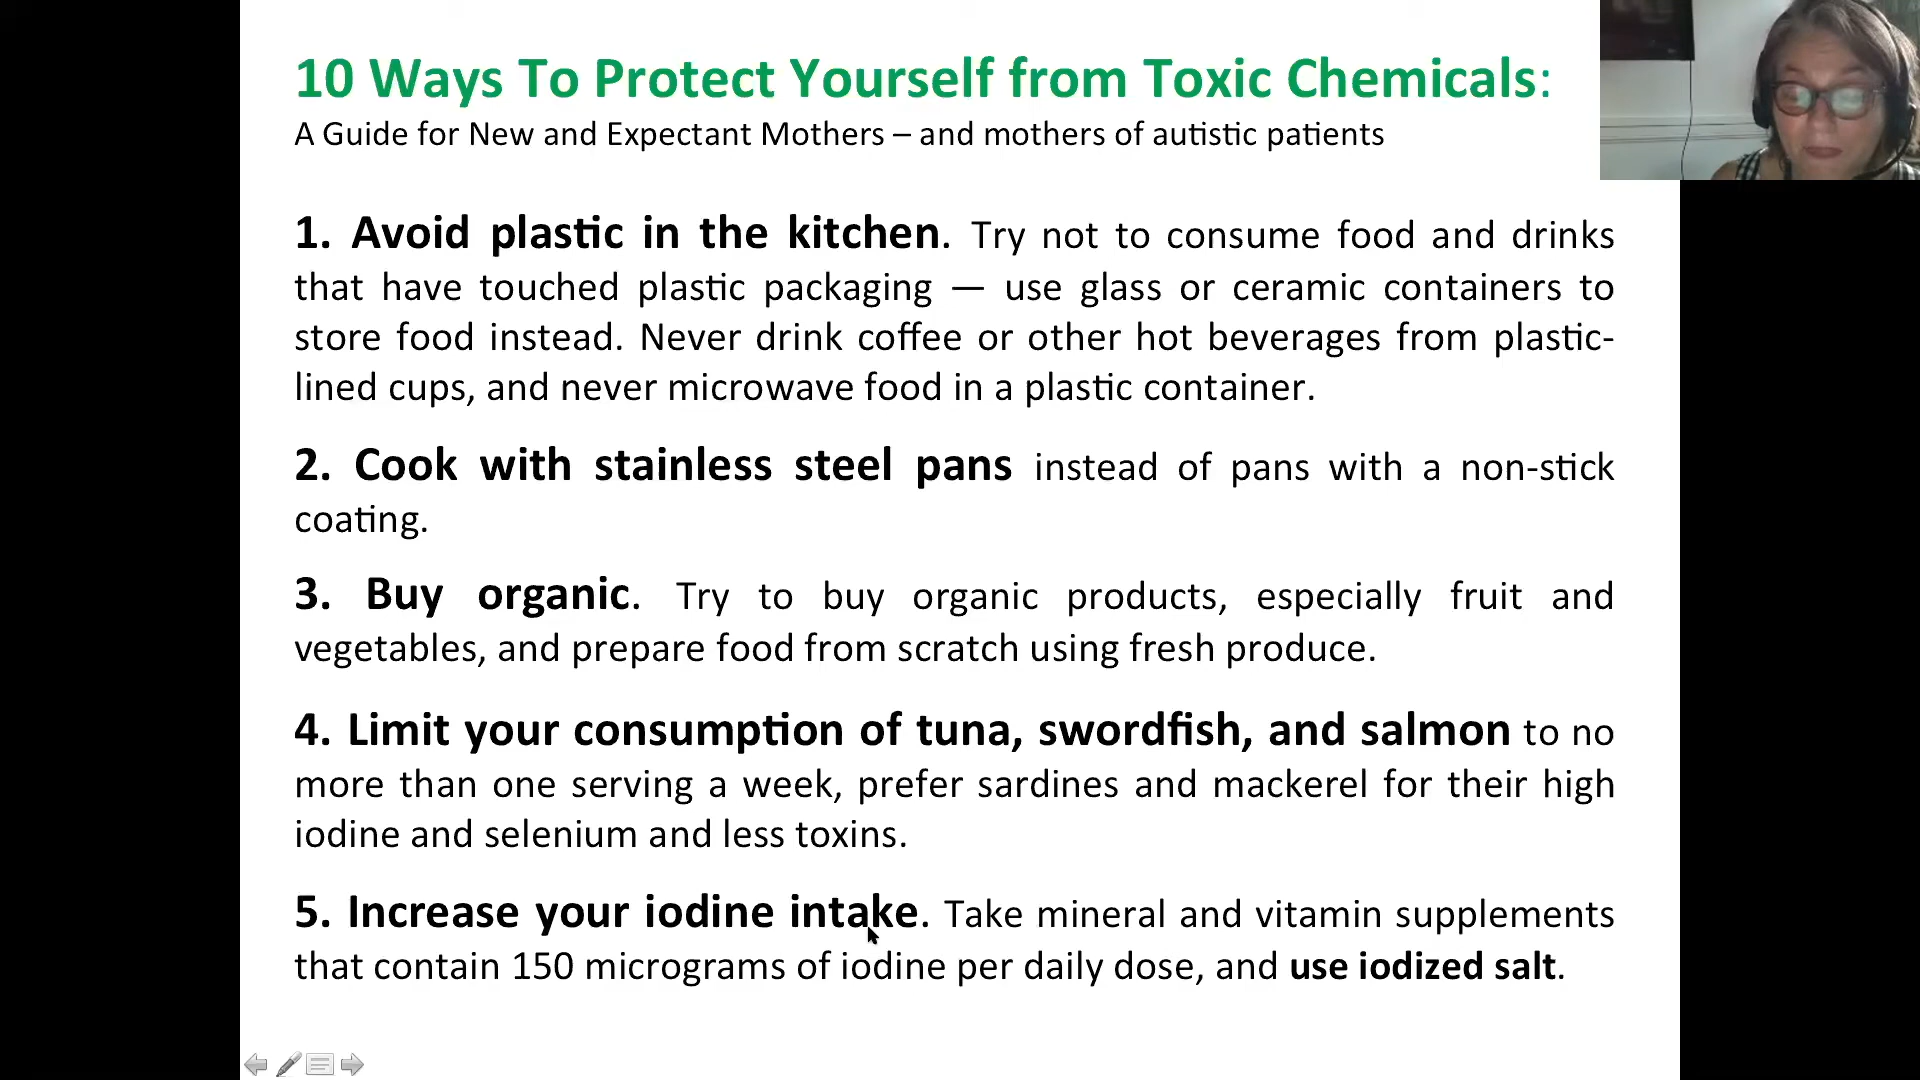 10 Ways To Protect Yourself from Toxic Chemicals:
A Guide for New and Expectant Mothers – and mothers of autistic patients
1. Avoid plastic in the kitchen. Try not to consume food and drinks
that have touched plastic packaging — use glass or ceramic containers to
store food instead. Never drink coffee or other hot beverages from plastic-
lined cups, and never microwave food in a plastic container.
2. Cook with stainless steel pans instead of pans with a non-stick
coating.
3. Buy organic. Try to buy organic products, especially fruit and
vegetables, and prepare food from scratch using fresh produce.
4. Limit your consumption of tuna, swordfish, and salmon to no
more than one serving a week, prefer sardines and mackerel for their high
iodine and selenium and less toxins.
5. Increase your iodine intake. Take mineral and vitamin supplements
that contain 150 micrograms of iodine per daily dose, and use iodized salt.